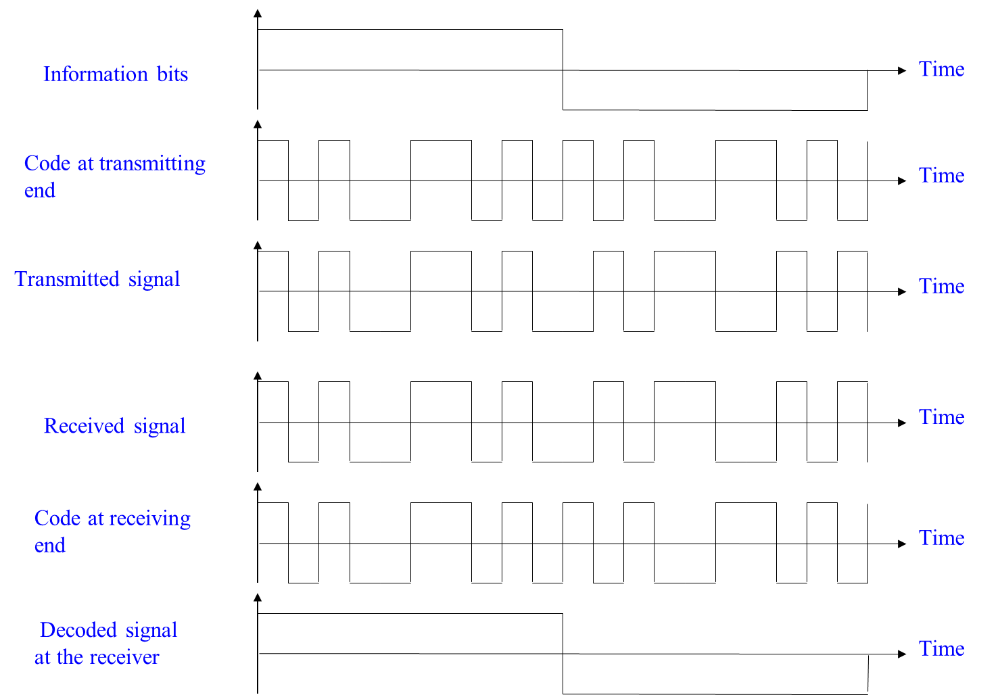 Information bits
Time
Code at transmitting
end
Time
Transmitted signal
Time
Received signal
Time
Code at receiving
end
Time
Decoded signal
at the receiver
Time